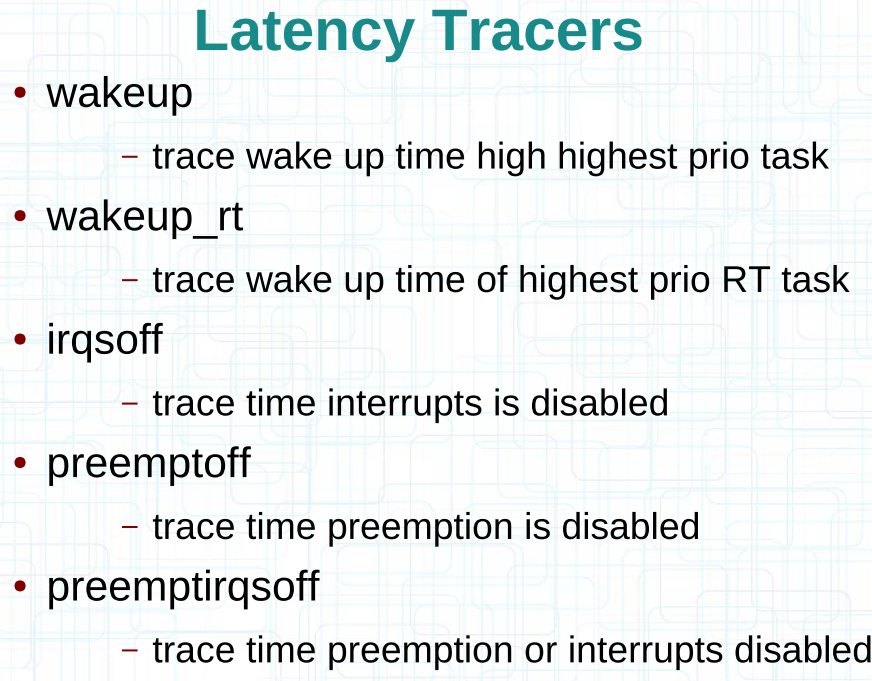 Latency Tracers
• wakeup
– trace wake up time high highest prio task
• wakeup_rt
– trace wake up time of highest prio RT task
• irqsoff
– trace time interrupts is disabled
• preemptoff
– trace time preemption is disabled
• preemptirqsoff
– trace time preemption or interrupts disabled